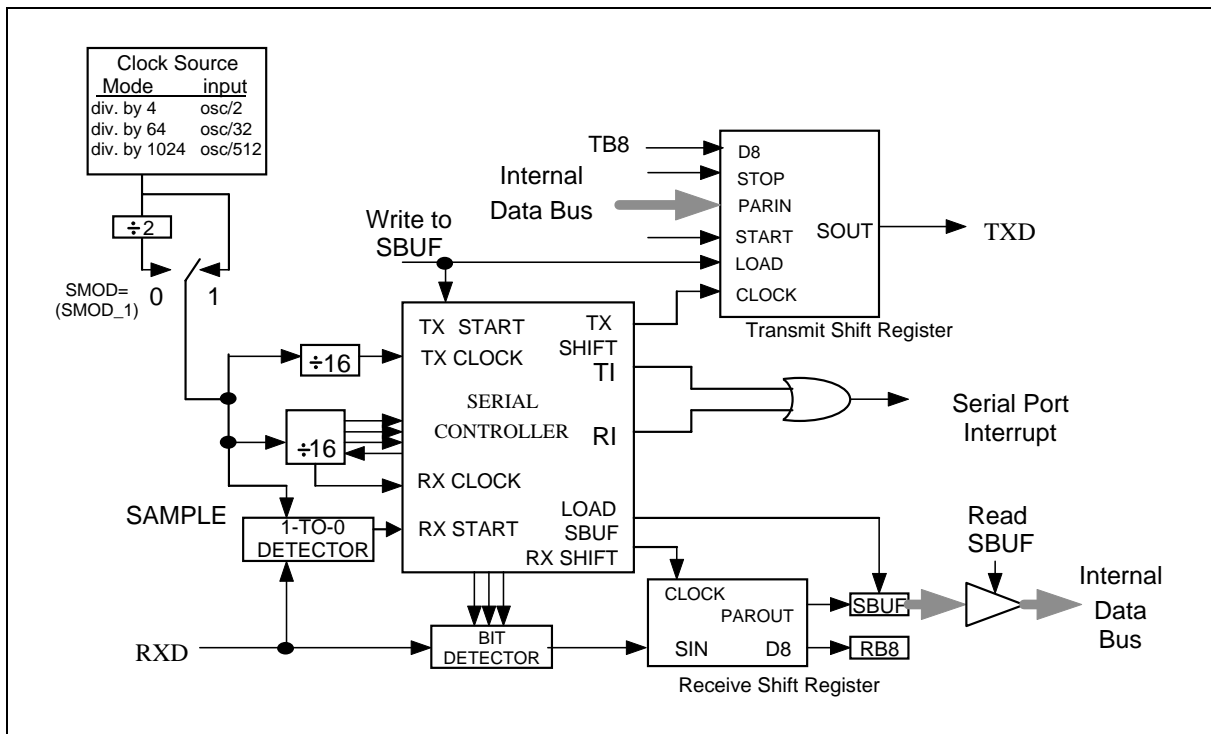 Clock Source
Mode input
div. by 4 osc/2
div. by 64 osc/32
div. by 1024 osc/512
÷2
SMOD=
(SMOD_1)
0 1
Write to
SBUF
TB8
Internal
Data Bus
D8
STOP
PARIN
START
LOAD
CLOCK
SOUT
TXD
Transmit Shift Register
÷16
÷16
TX START
TX CLOCK
TX
SHIFT
TI
SERIAL
CONTROLLER
RI
RX CLOCK
RX START
LOAD
SBUF
RX SHIFT
Serial Port
Interrupt
SAMPLE
1-TO-0
DETECTOR
RXD
BIT
DETECTOR
CLOCK
PAROUT
SIN D8
Receive Shift Register
SBUF
RB8
Read
SBUF
Internal
Data
Bus